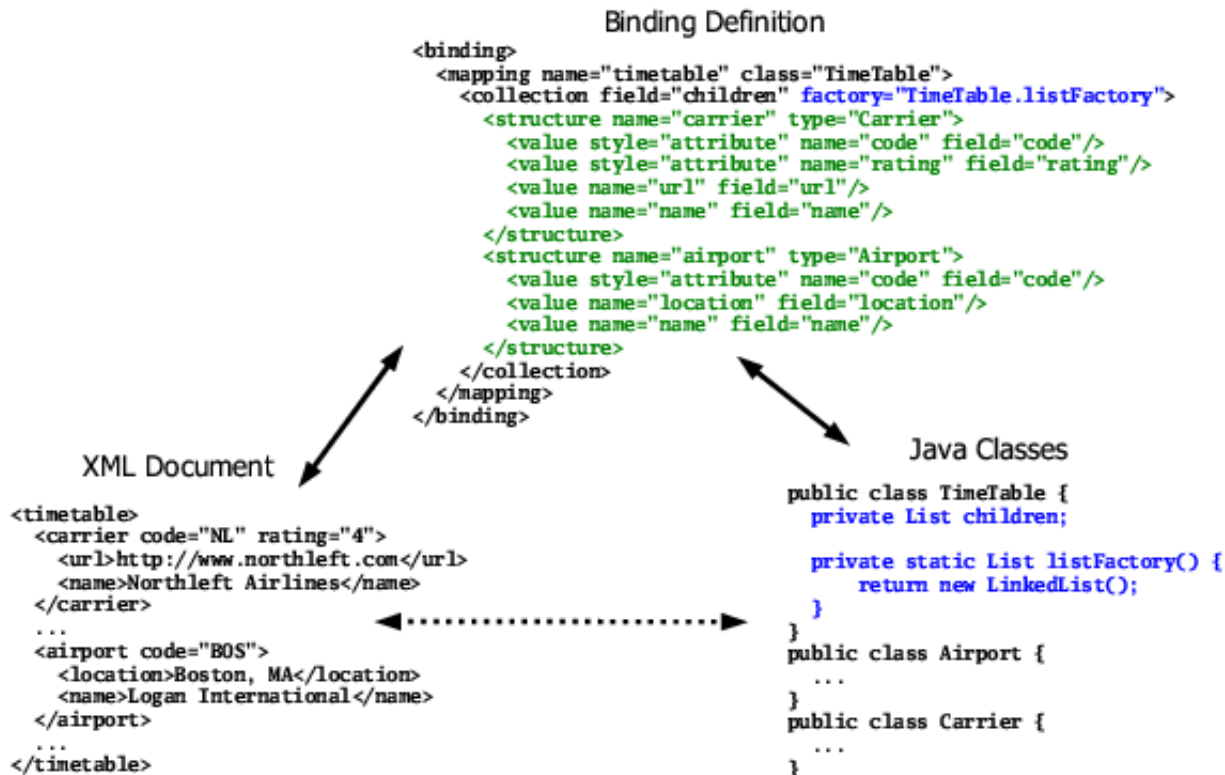 Binding Definition
<binding>
  <mapping name="timetable" class="TimeTable">
    <collection field="children" factory="TimeTable.listFactory">
      <structure name="carrier" type="Carrier">
        <value style="attribute" name="code" field="code"/>
        <value style="attribute" name="rating" field="rating"/>
        <value name="url" field="url"/>
        <value name="name" field="name"/>
      </structure>
      <structure name="airport" type="Airport">
        <value style="attribute" name="code" field="code"/>
        <value name="location" field="location"/>
        <value name="name" field="name"/>
      </structure>
    </collection>
  </mapping>
</binding>
XML Document
<timetable>
  <carrier code="NL" rating="4">
    <url>http://www.northleft.com</url>
    <name>Northleft Airlines</name>
  </carrier>
  ...
  <airport code="BOS">
    <location>Boston, MA</location>
    <name>Logan International</name>
  </airport>
  ...
</timetable>
Java Classes
public class TimeTable {
  private List children;
  private static List listFactory() {
      return new LinkedList();
  }
}
public class Airport {
  ...
}
public class Carrier {
  ...
}